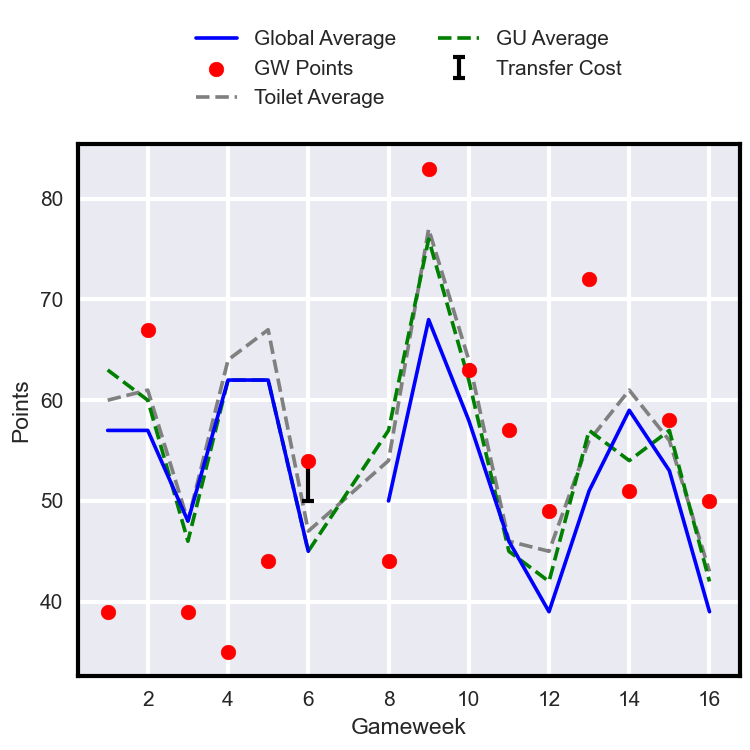 Global Average
GU Average
GW Points
Transfer Cost
Toilet Average
Points
80
70
60
50
40
2 4 6 8 10 12 14 16
Gameweek